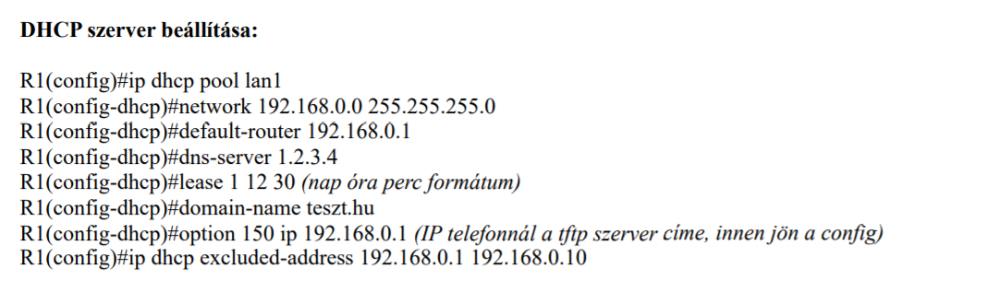 DHCP szerver beállítása:
R1(config)#ip dhcp pool lan1
R1(config-dhcp)#network 192.168.0.0 255.255.255.0
R1(config-dhcp)#default-router 192.168.0.1
R1(config-dhcp)#dns-server 1.2.3.4
R1(config-dhcp)#lease 1 12 30 (nap óra perc formátum)
R1(config-dhcp)#domain-name teszt.hu
R1(config-dhcp)#option 150 ip 192.168.0.1 (IP telefonnál a tftp szerver címe, innen jön a config)
R1(config)#ip dhcp excluded-address 192.168.0.1 192.168.0.10